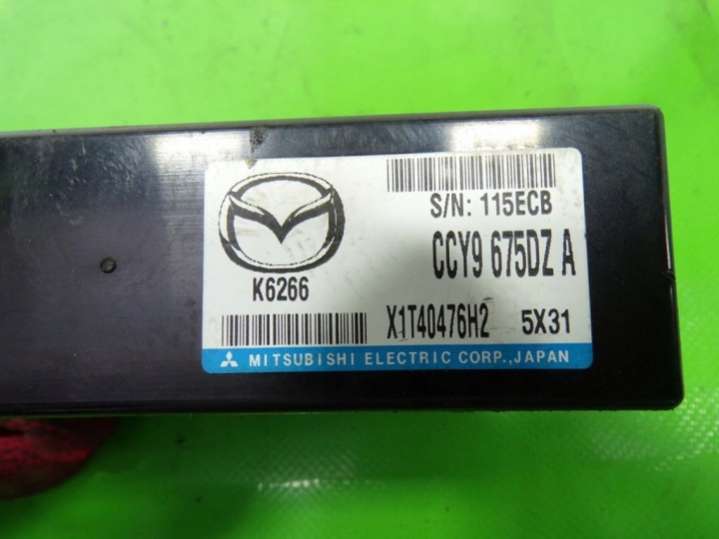 S/N: 115ECB
CCY9 675DZ A
K6266
X1T40476H2 5X31
MITSUBISHI ELECTRIC CORP., JAPAN